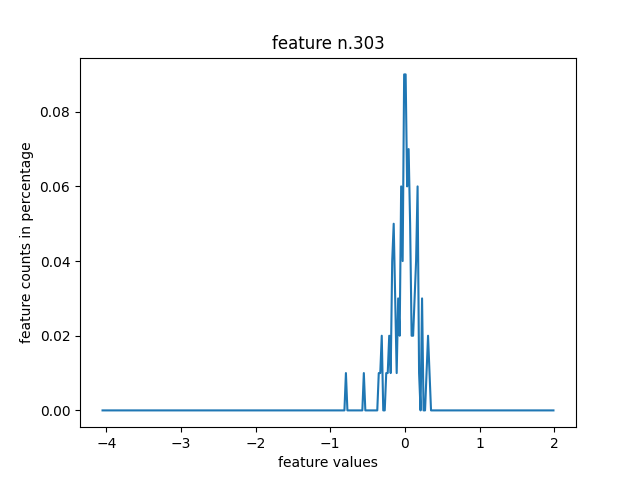 feature n.303
feature counts in percentage
0.08
0.06
0.04
0.02
0.00
−4 −3 −2 −1 0 1 2
feature values